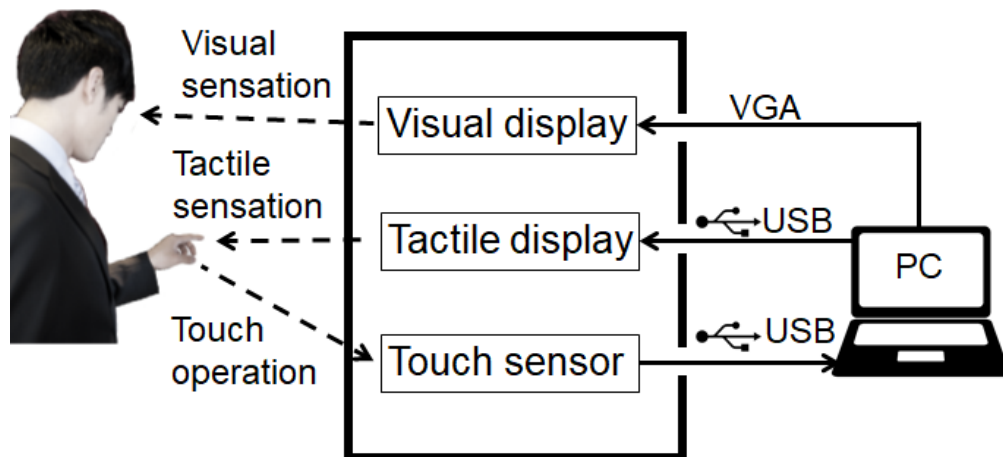 Visual
sensation
Visual display
VGA
Tactile
sensation
Tactile display
USB
PC
Touch
operation
Touch sensor
USB